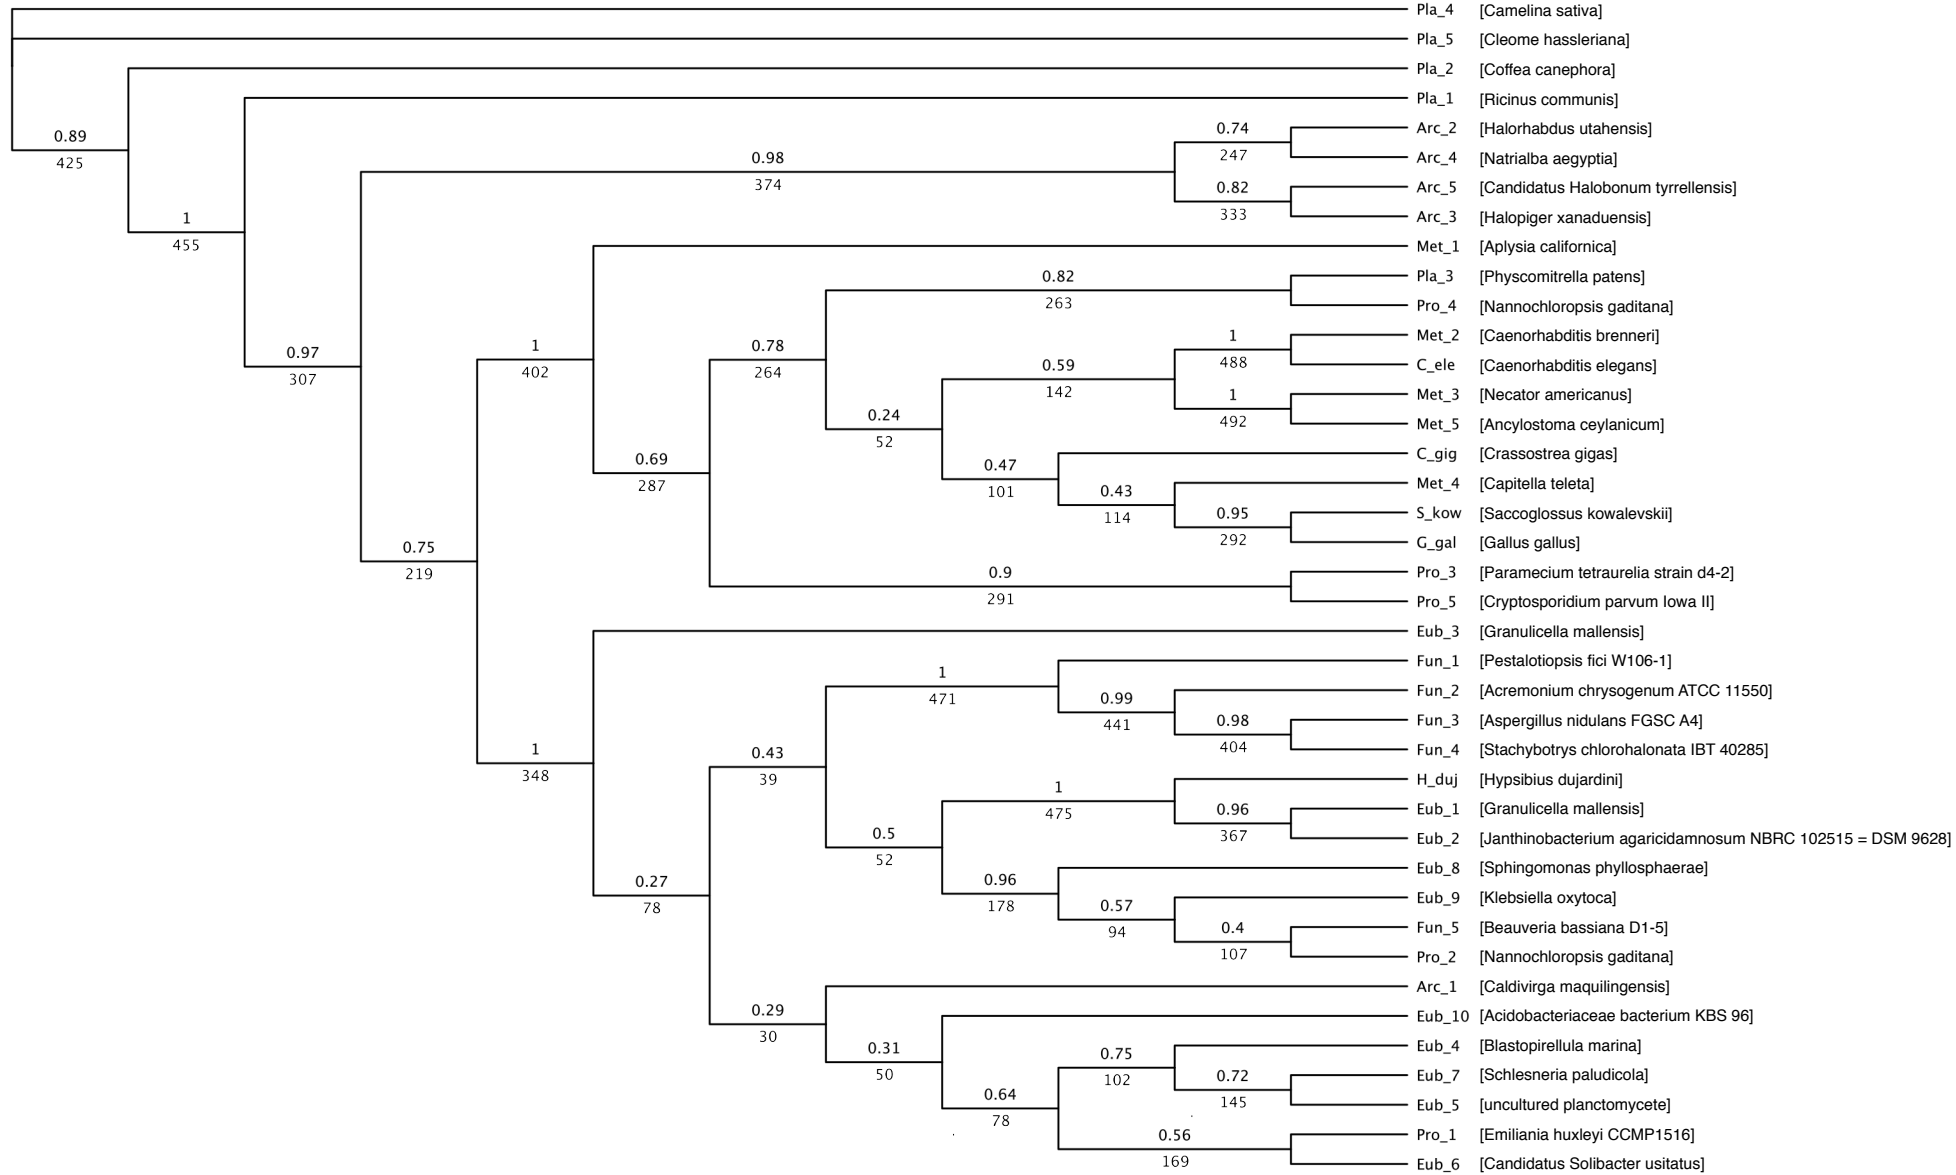 Pla_4 [Camelina sativa]
Pla_5 [Cleome hassleriana]
Pla_2 [Coffea canephora]
Pla_1 [Ricinus communis]
0.74
Arc_2 [Halorhabdus utahensis]
0.89
425
247
Arc_4 [Natrialba aegyptia]
0.98
374
0.82
Arc_5 [Candidatus Halobonum tyrrellensis]
333
Arc_3 [Halopiger xanaduensis]
1
455
Met_1 [Aplysia californica]
0.82
263
Pla_3 [Physcomitrella patens]
Pro_4 [Nannochloropsis gaditana]
1
488
Met_2 [Caenorhabditis brenneri]
0.97
307
1
402
0.78
264
0.59
142
C_ele [Caenorhabditis elegans]
1
492
Met_3 [Necator americanus]
0.24
52
Met_5 [Ancylostoma ceylanicum]
C_gig [Crassostrea gigas]
0.69
287
0.47
101
0.43
114
Met_4 [Capitella teleta]
0.95
292
S_kow [Saccoglossus kowalevskii]
G_gal [Gallus gallus]
0.75
219
0.9
291
Pro_3 [Paramecium tetraurelia strain d4-2]
Pro_5 [Cryptosporidium parvum Iowa II]
Eub_3 [Granulicella mallensis]
1
471
Fun_1 [Pestalotiopsis fici W106-1]
0.99
441
Fun_2 [Acremonium chrysogenum ATCC 11550]
0.98
404
Fun_3 [Aspergillus nidulans FGSC A4]
Fun_4 [Stachybotrys chlorohalonata IBT 40285]
1
348
0.43
39
H_duj [Hypsibius dujardini]
1
475
0.96
367
Eub_1 [Granulicella mallensis]
Eub_2 [Janthinobacterium agaricidamnosum NBRC 102515 = DSM 9628]
0.5
52
Eub_8 [Sphingomonas phyllosphaerae]
0.27
78
0.96
178
0.57
94
Eub_9 [Klebsiella oxytoca]
0.4
107
Fun_5 [Beauveria bassiana D1-5]
Pro_2 [Nannochloropsis gaditana]
Arc_1 [Caldivirga maquilingensis]
0.29
30
Eub_10 [Acidobacteriaceae bacterium KBS 96]
0.31
50
0.75
102
Eub_4 [Blastopirellula marina]
0.72
145
Eub_7 [Schlesneria paludicola]
0.64
78
Eub_5 [uncultured planctomycete]
0.56
169
Pro_1 [Emiliania huxleyi CCMP1516]
Eub_6 [Candidatus Solibacter usitatus]